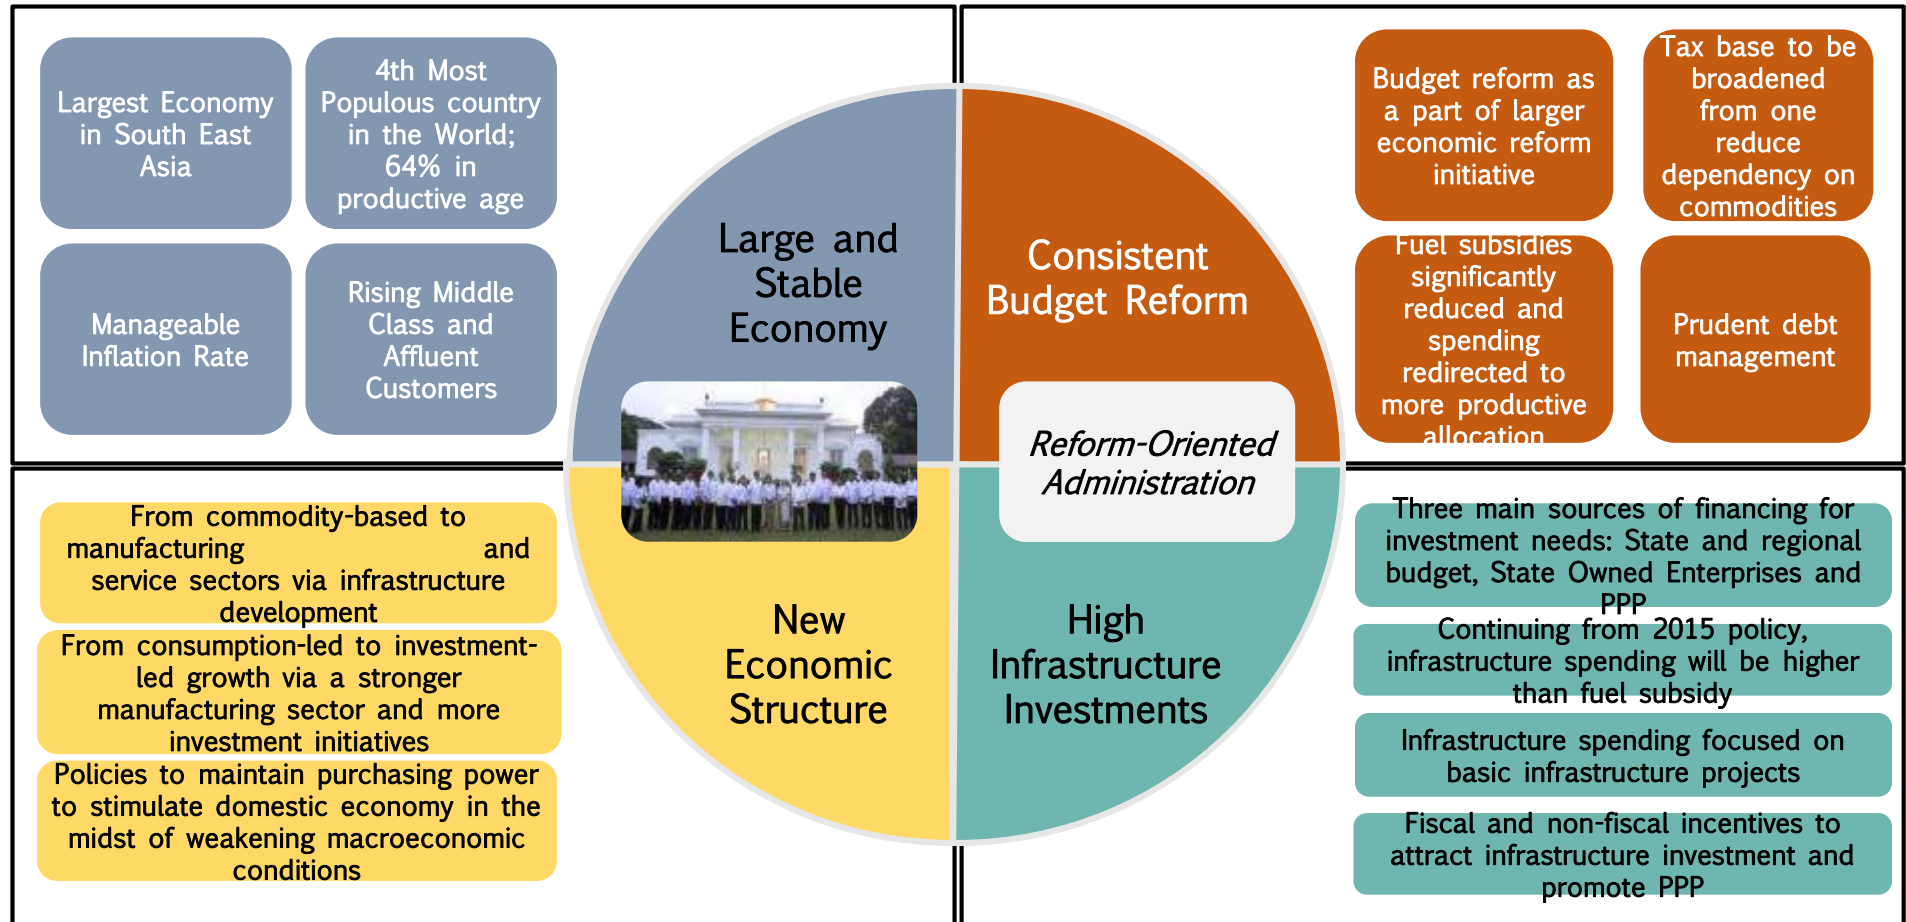 Largest Economy
in South East
Asia
4th Most
Populous country
in the World;
64% in
productive age
Manageable
Inflation Rate
Rising Middle
Class and
Affluent
Customers
Large and
Stable
Economy
Consistent
Budget Reform
Budget reform as
a part of larger
economic reform
initiative
Tax base to be
broadened
from one
reduce
dependency on
commodities
Fuel subsidies
significantly
reduced and
spending
redirected to
more productive
allocation
Prudent debt
management
Reform-Oriented
Administration
From commodity-based to
manufacturing and
service sectors via infrastructure
development
From consumption-led to investment-
led growth via a stronger
manufacturing sector and more
investment initiatives
Policies to maintain purchasing power
to stimulate domestic economy in the
midst of weakening macroeconomic
conditions
New
Economic
Structure
High
Infrastructure
Investments
Three main sources of financing for
investment needs: State and regional
budget, State Owned Enterprises and
PPP
Continuing from 2015 policy,
infrastructure spending will be higher
than fuel subsidy
Infrastructure spending focused on
basic infrastructure projects
Fiscal and non-fiscal incentives to
attract infrastructure investment and
promote PPP